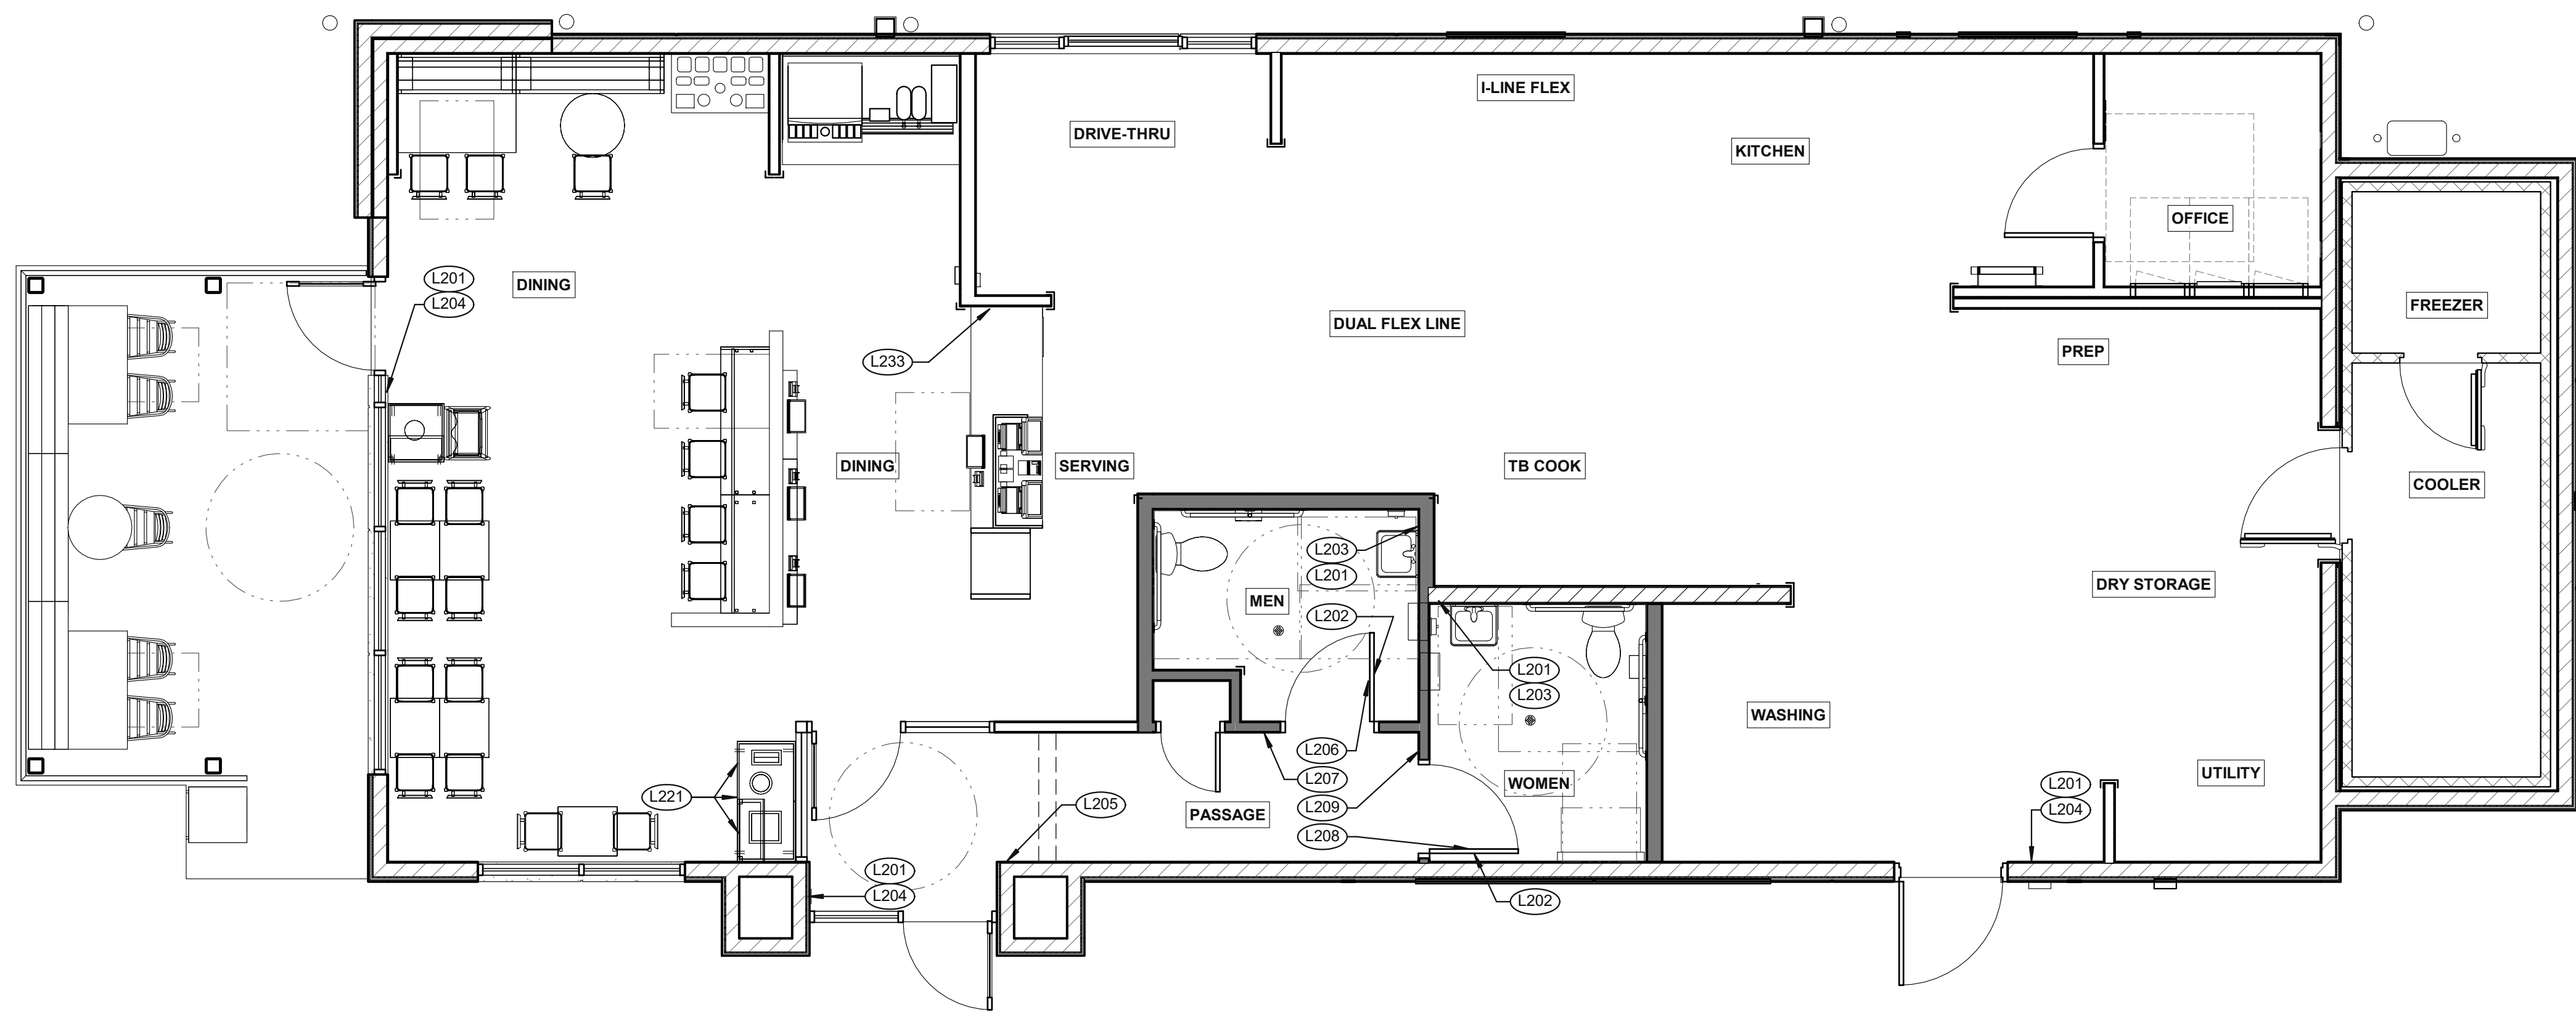 I-LINE FLEX
DRIVE-THRU
KITCHEN
OFFICE
L201
L204
DINING
FREEZER
DUAL FLEX LINE
L233
PREP
DINING
SERVING
TB COOK
COOLER
L203
L201
MEN
L202
DRY STORAGE
L201
L203
WASHING
L206
L207
L209
L208
WOMEN
UTILITY
L221
L205
PASSAGE
L201
L204
L201
L204
L202